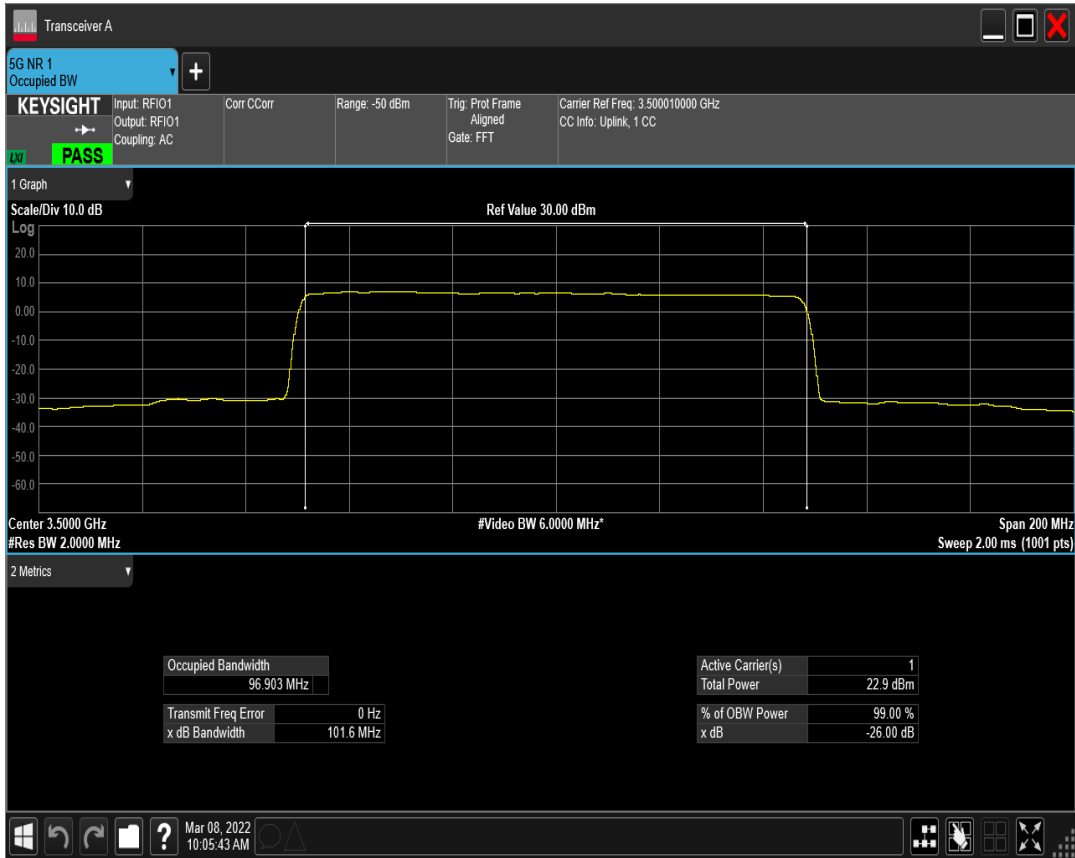 Transceiver A
5G NR 1
Occupied BW
+
KEYSIGHT
LXI
PASS
Input: RFIO1
Output: RFIO1
Coupling: AC
Corr CCorr
Range: -50 dBm
Trig: Prot Frame
Aligned
Gate: FFT
Carrier Ref Freq: 3.500010000 GHz
CC Info: Uplink, 1 CC
1 Graph
Scale/Div 10.0 dB
Ref Value 30.00 dBm
Log
20.0
10.0
0.00
-10.0
-20.0
-30.0
-40.0
-50.0
-60.0
Center 3.5000 GHz
#Video BW 6.0000 MHz*
Span 200 MHz
#Res BW 2.0000 MHz
Sweep 2.00 ms (1001 pts)
2 Metrics
Occupied Bandwidth
96.903 MHz
Transmit Freq Error 0 Hz
x dB Bandwidth 101.6 MHz
Active Carrier(s) 1
Total Power 22.9 dBm
% of OBW Power 99.00 %
x dB -26.00 dB
?
Mar 08, 2022
10:05:43 AM